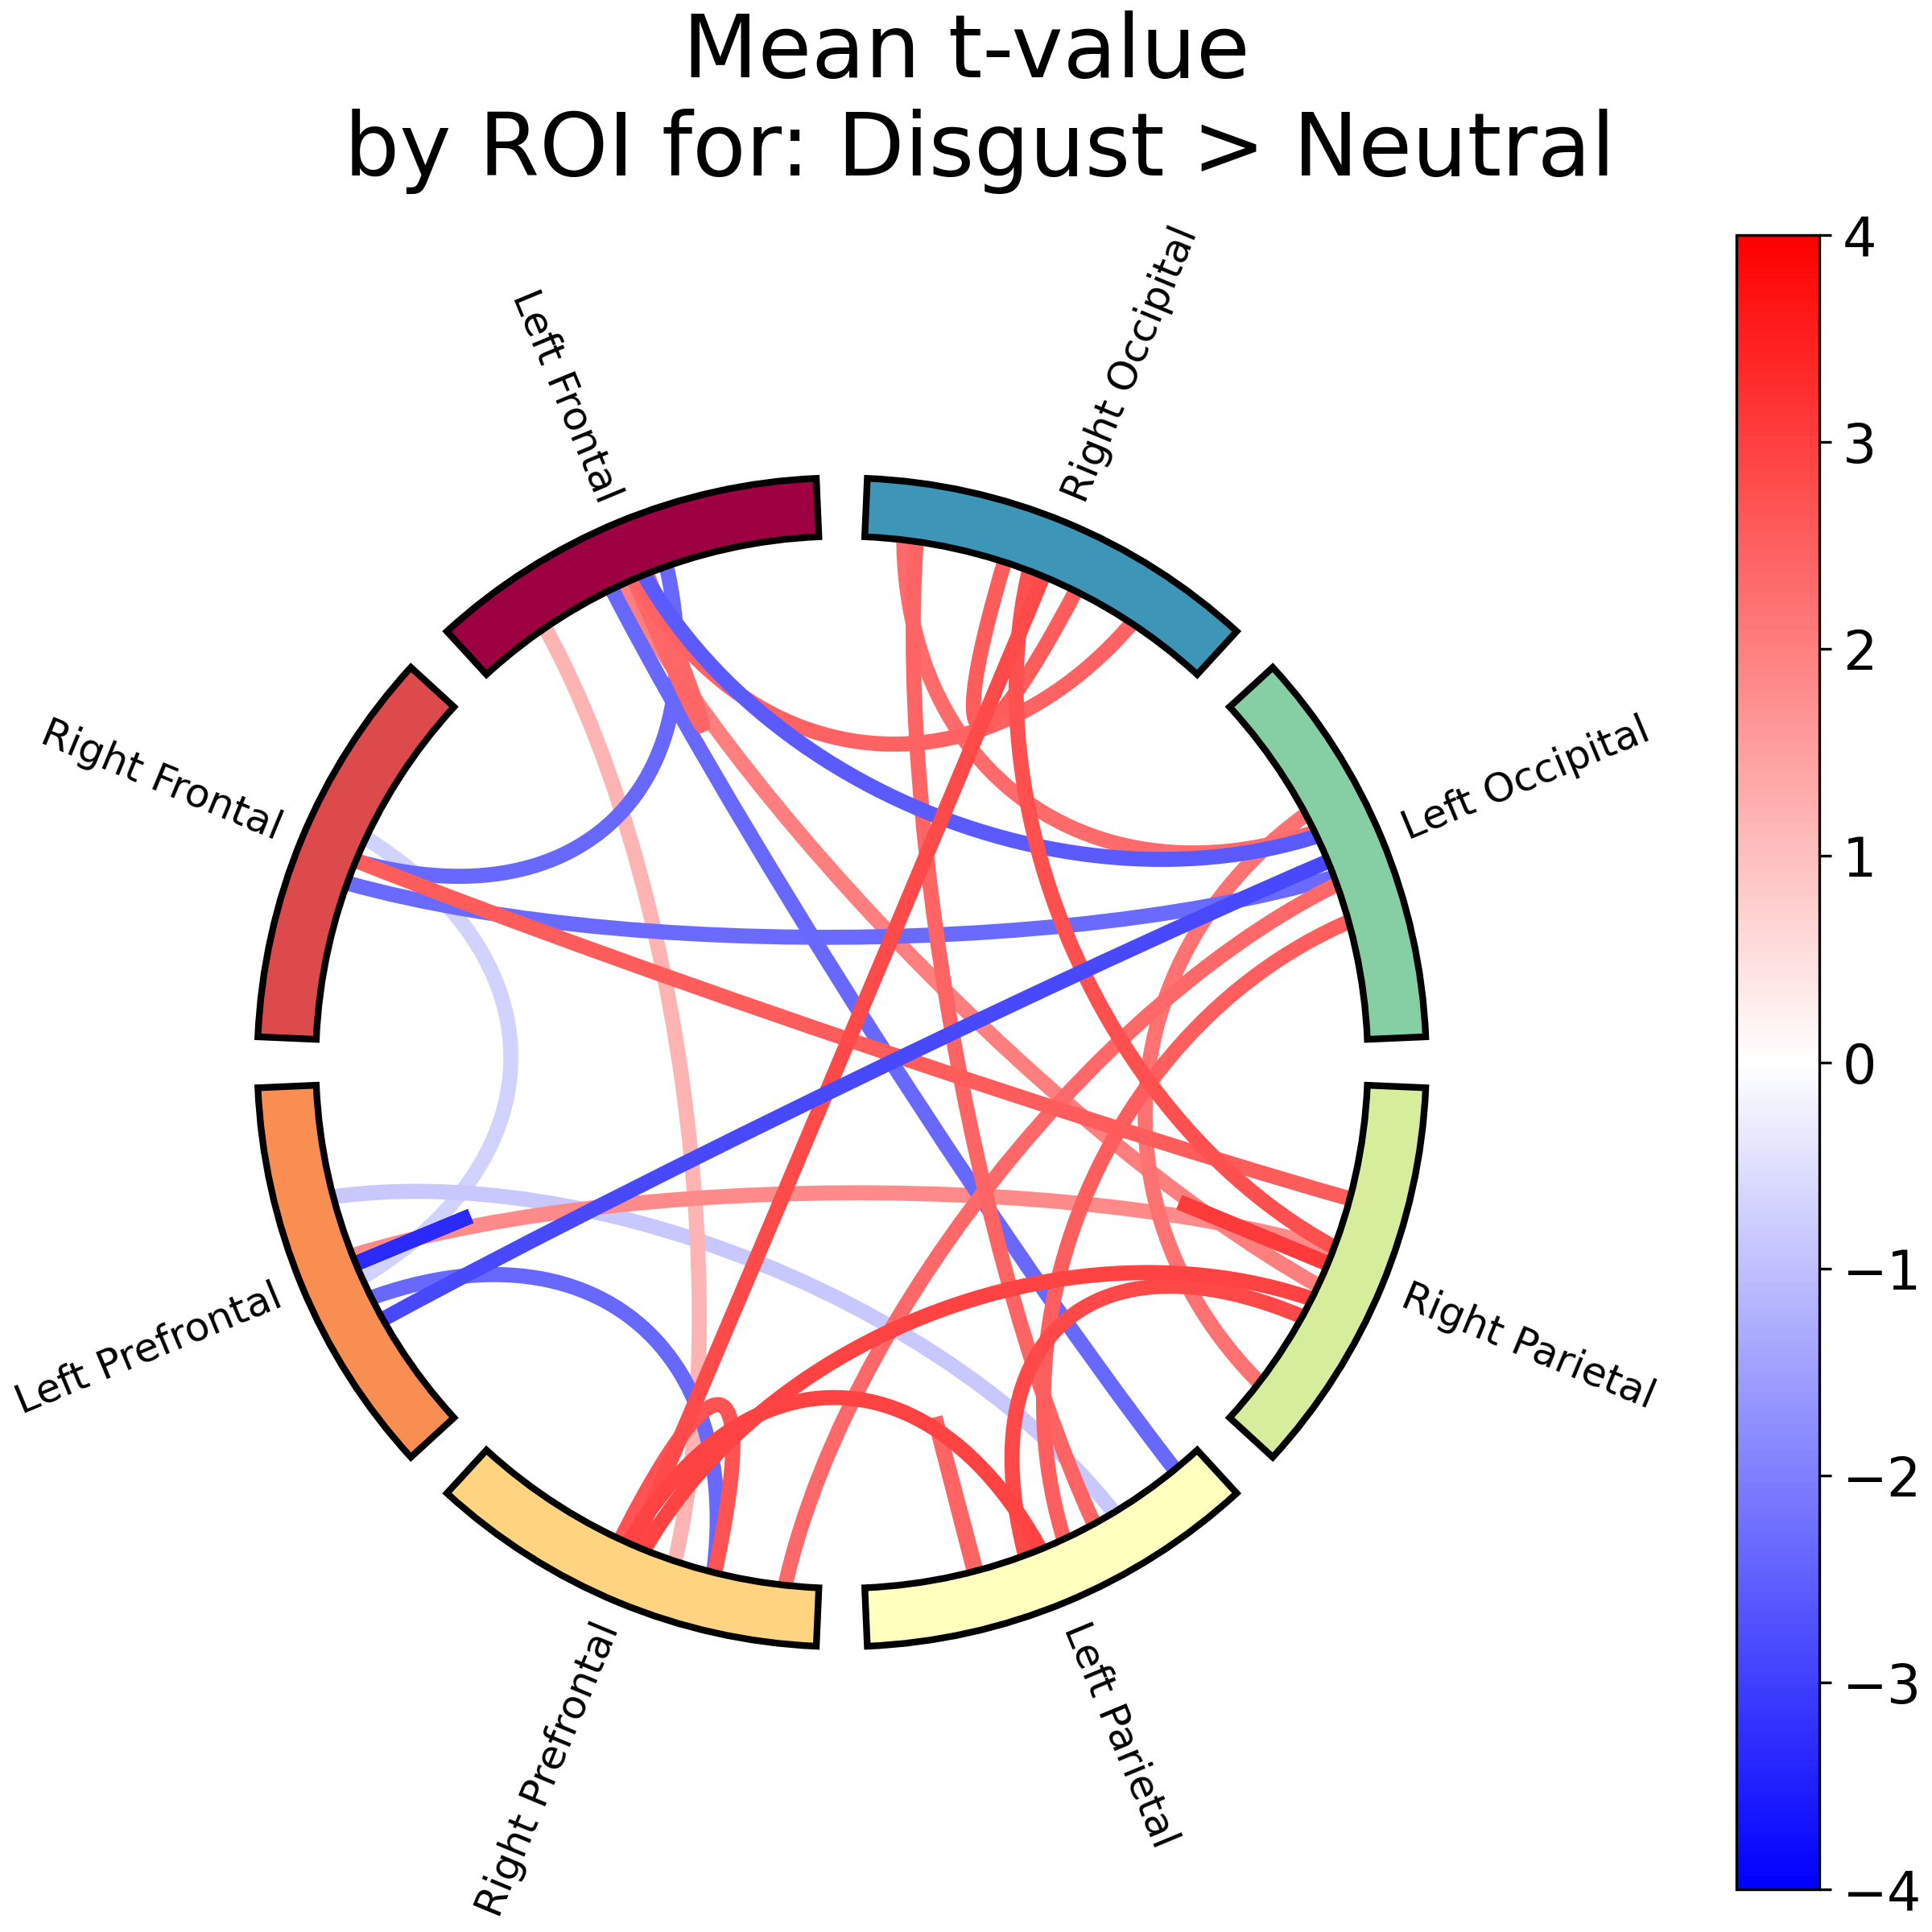 Mean t-value
by ROI for: Disgust > Neutral
Right Occipital
Left Frontal
Left Occipital
Right Frontal
Left Prefrontal
Right Parietal
Right Prefrontal
Left Parietal
4
3
2
1
0
−1
−2
−3
−4